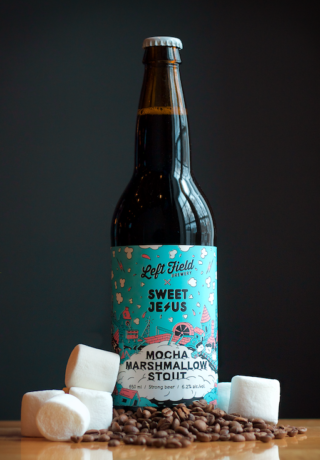 Left Field
BREWERY
x
SWEET
JESUS
MOCHA
MARSHMALLOW
STOUT
650 ml / Strong beer / 6.2% alc./vol.